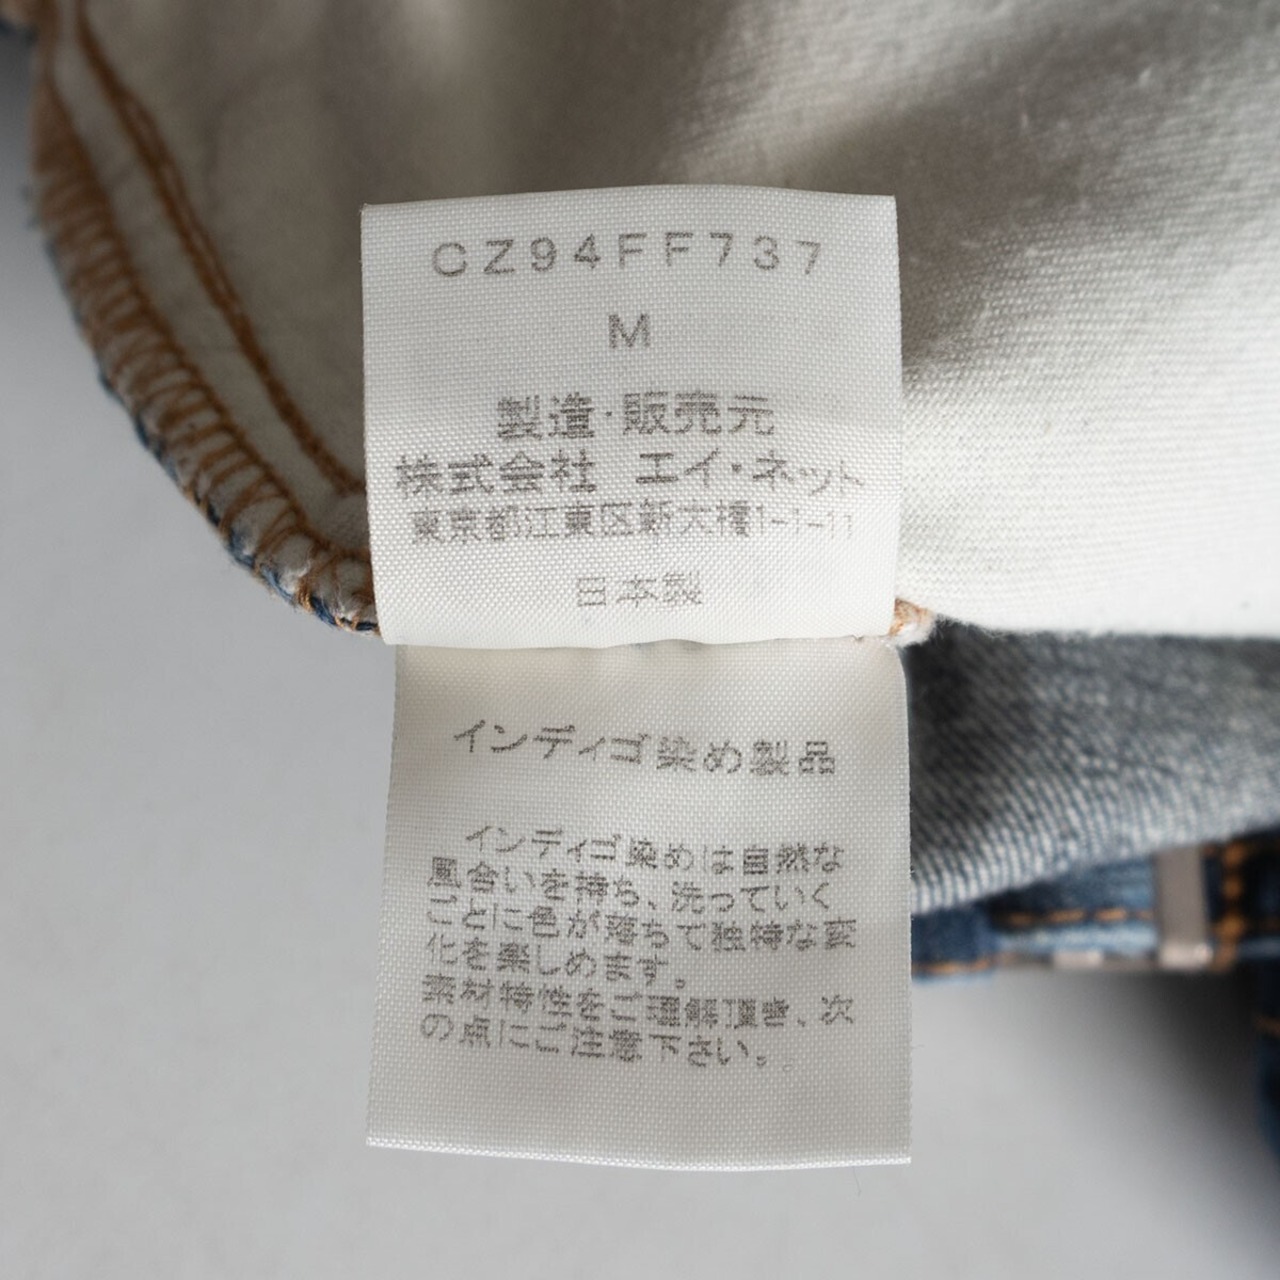 CZ94FF737
M
製造・販売元
株式会社 エイ・ネット
東京都江東区新大橋1-1-11
日本製
インディゴ染め製品
インディゴ染めは自然な
風合いを持ち、洗っていく
ごとに色が落ちて独特な変
化を楽しめます。
素材特性をご理解頂き、次
の点にご注意下さい。